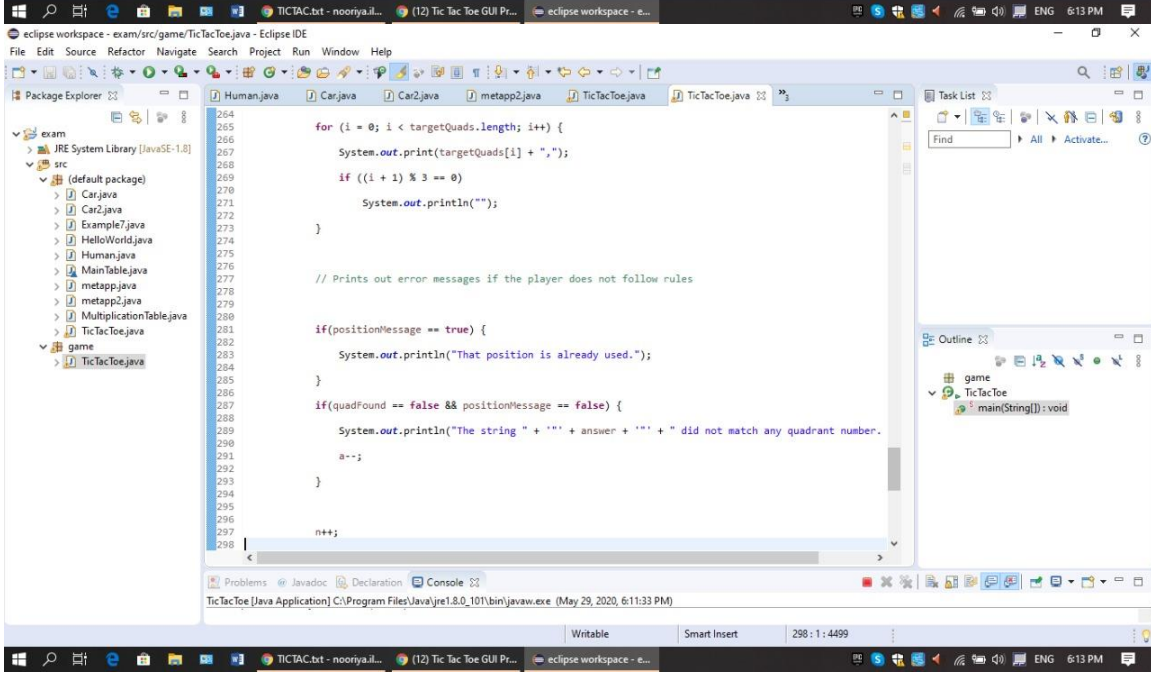 TICTAC.txt - nooriya.il...
(12) Tic Tac Toe GUI Pr...
eclipse workspace - e...
ENG
6:13 PM
eclipse workspace - exam/src/game/TicTacToe.java - Eclipse IDE
File Edit Source Refactor Navigate Search Project Run Window Help
Package Explorer
exam
JRE System Library [JavaSE-1.8]
src
(default package)
Car.java
Car2.java
Example7.java
HelloWorld.java
Human.java
MainTable.java
metapp.java
metapp2.java
MultiplicationTable.java
TicTacToe.java
game
TicTacToe.java
Human.java Car.java Car2.java metapp2.java TicTacToe.java TicTacToe.java »3
264
265 for (i = 0; i < targetQuads.length; i++) {
266
267 System.out.print(targetQuads[i] + ",");
268
269 if ((i + 1) % 3 == 0)
270
271 System.out.println("");
272
273 }
274
275
276
277 // Prints out error messages if the player does not follow rules
278
279
280
281 if(positionMessage == true) {
282
283 System.out.println("That position is already used.");
284
285 }
286
287 if(quadFound == false && positionMessage == false) {
288
289 System.out.println("The string " + '"' + answer + '"' + " did not match any quadrant number.
290
291 a--;
292
293 }
294
295
296
297 n++;
298
Task List
Find All Activate...
Outline
game
TicTacToe
main(String[]) : void
Problems Javadoc Declaration Console
TicTacToe [Java Application] C:\Program Files\Java\jre1.8.0_101\bin\javaw.exe (May 29, 2020, 6:11:33 PM)
Writable Smart Insert 298 : 1 : 4499
TICTAC.txt - nooriya.il...
(12) Tic Tac Toe GUI Pr...
eclipse workspace - e...
ENG
6:13 PM